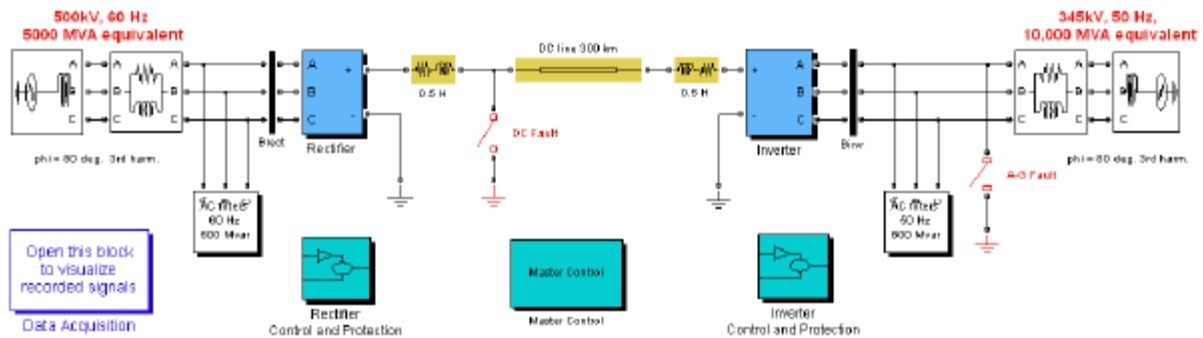 500kV, 60 Hz
5000 MVA equivalent
345kV, 50 Hz,
10,000 MVA equivalent
DC line 300 km
A
B
C
A
B
C
A
B
C
+
-
0.5 H
0.5 H
+
-
A
B
C
A
B
C
A
B
C
Brect
Rectifier
DC Fault
Inverter
Binv
A-G Fault
phi = 80 deg. 3rd harm.
phi = 80 deg. 3rd harm.
A
B
C
60 Hz
600 Mvar
A
B
C
50 Hz
600 Mvar
Open this block
to visualize
recorded signals
Data Acquisition
Rectifier
Control and Protection
Master Control
Master Control
Inverter
Control and Protection